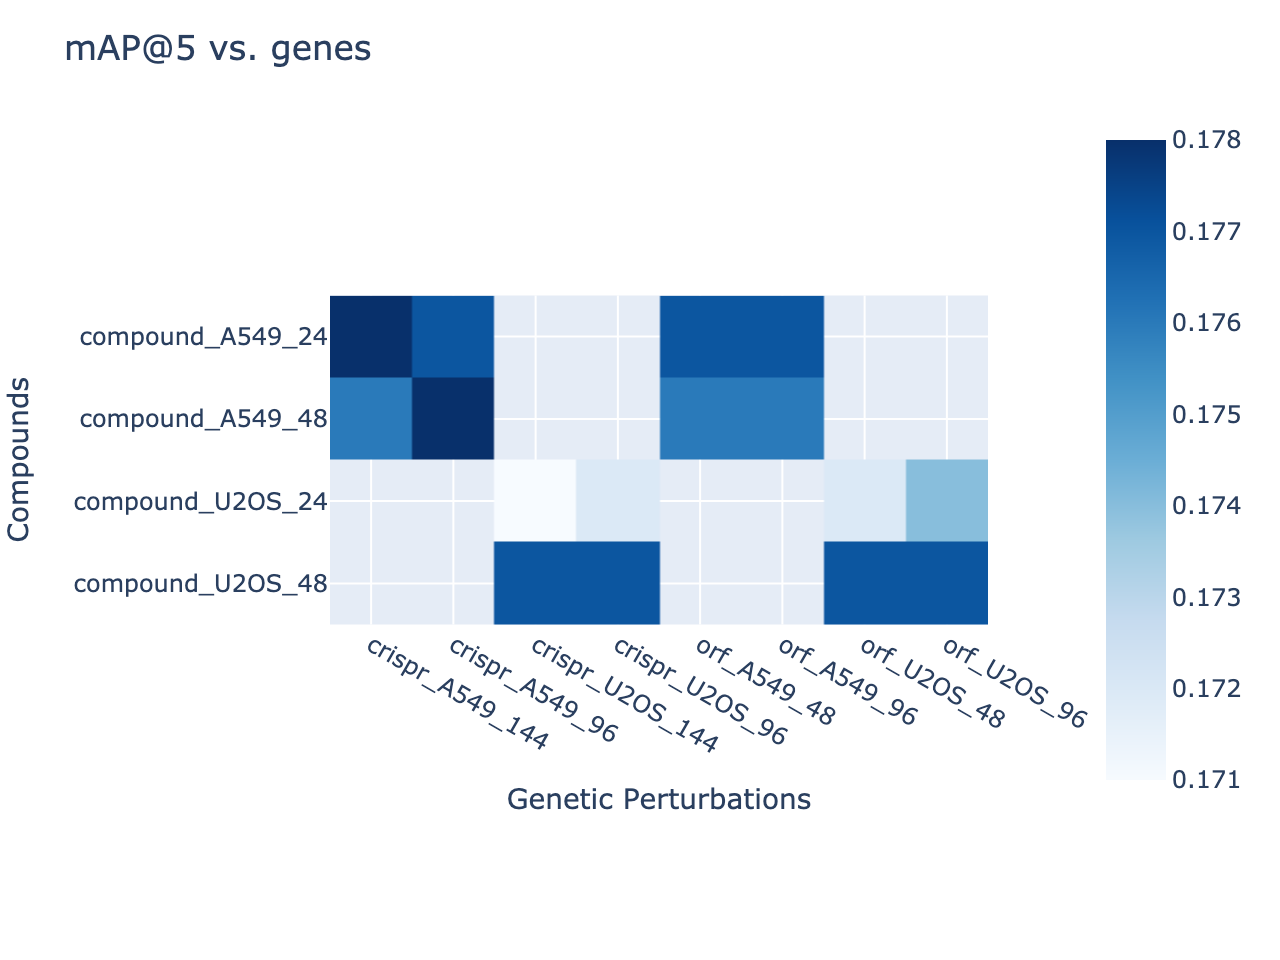 mAP@5 vs. genes
0.178
0.177
0.176
0.175
0.174
0.173
0.172
0.171
Compounds
compound_A549_24
compound_A549_48
compound_U2OS_24
compound_U2OS_48
crispr_A549_144
crispr_A549_96
crispr_U2OS_144
crispr_U2OS_96
orf_A549_48
orf_A549_96
orf_U2OS_48
orf_U2OS_96
Genetic Perturbations